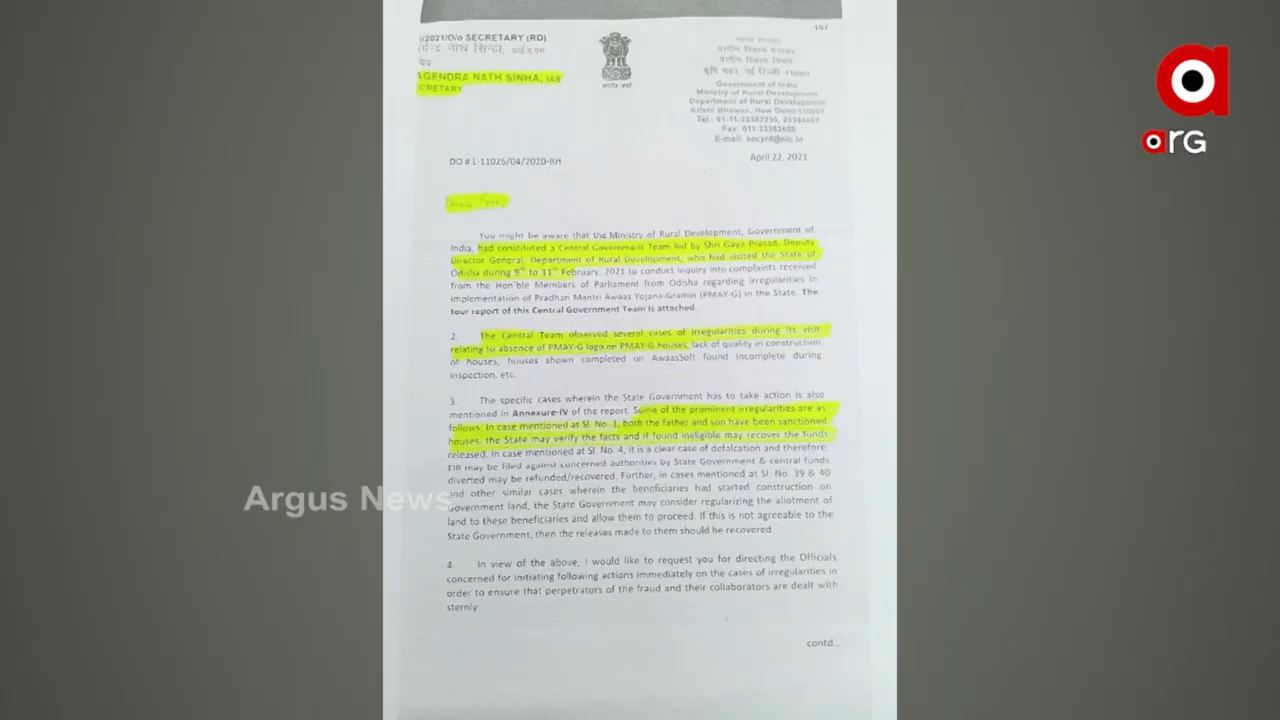 157
/2021/O/o SECRETARY (RD)
नाथ सिन्हा,
AGENDRA NATH SINHA, IAS
CRETARY
ग्रामीण विकास मंत्रालय
ग्रामीण विकास विभाग
कृषि भवन, नई दिल्ली
Government of India
Ministry of Rural Development
Department of Rural Development
Krishi Bhawan, New Delhi-110001
Tel.: 91-11-23382230, 23384467
Fax: 011-23382408
E-mail: secyrd@nic.in
DO # L-11026/04/2020-RH
April 22, 2021
You might be aware that the Ministry of Rural Development, Government of
India, had constituted a Central Government Team led by Shri Gaya Prasad, Deputy
Director General, Department of Rural Development, who had visited the State of
Odisha during 9th to 11th February, 2021 to conduct inquiry into complaints received
from the Hon'ble Members of Parliament from Odisha regarding irregularities in
implementation of Pradhan Mantri Awaas Yojana-Gramin (PMAY-G) in the State. The
tour report of this Central Government Team is attached.
2. The Central Team observed several cases of irregularities during its visit
relating to absence of PMAY-G logo on PMAY-G houses, lack of quality in construction
of houses, houses shown completed on AwaasSoft found incomplete during
inspection, etc.
3. The specific cases wherein the State Government has to take action is also
mentioned in Annexure-IV of the report. Some of the prominent irregularities are as
follows. In case mentioned at Sl. No. 1, both the father and son have been sanctioned
houses, the State may verify the facts and if found ineligible may recover the funds
released. In case mentioned at Sl. No. 4, it is a clear case of defalcation and therefore,
FIR may be filed against concerned authorities by State Government & central funds
diverted may be refunded/recovered. Further, in cases mentioned at Sl. No. 39 & 40
and other similar cases wherein the beneficiaries had started construction on
Government land, the State Government may consider regularizing the allotment of
land to these beneficiaries and allow them to proceed. If this is not agreeable to the
State Government, then the releases made to them should be recovered.
4 In view of the above, I would like to request you for directing the Officials
concerned for initiating following actions immediately on the cases of irregularities in
order to ensure that perpetrators of the fraud and their collaborators are dealt with
sternly:
contd...
Argus News
arG